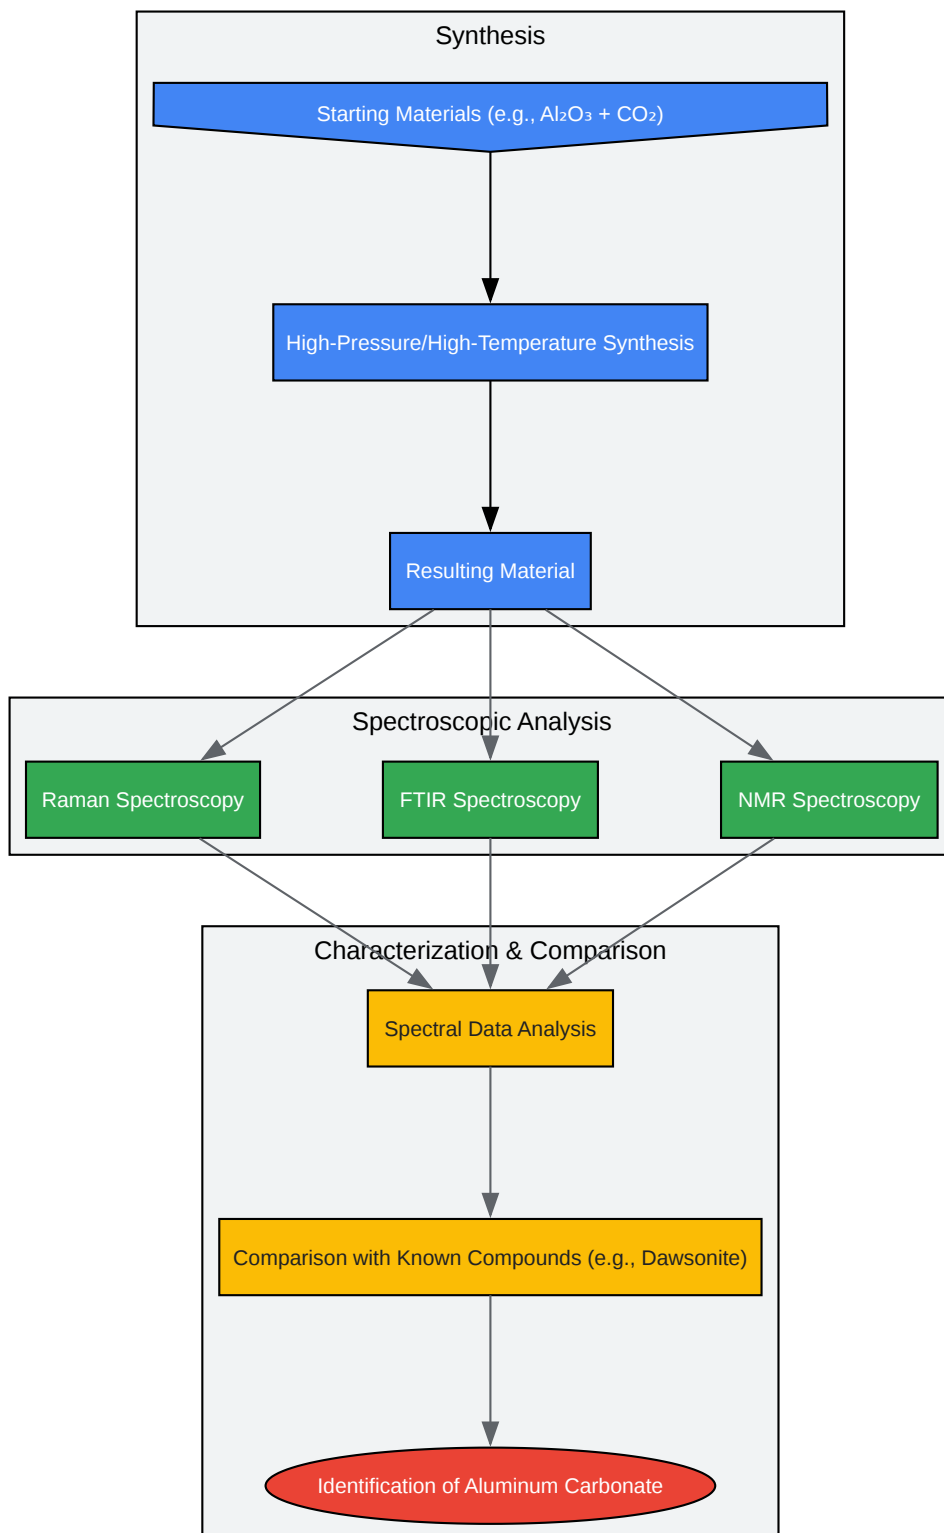 Synthesis
Starting Materials (e.g., Al₂O₃ + CO₂)
High-Pressure/High-Temperature Synthesis
Resulting Material
Spectroscopic Analysis
Raman Spectroscopy
FTIR Spectroscopy
NMR Spectroscopy
Characterization & Comparison
Spectral Data Analysis
Comparison with Known Compounds (e.g., Dawsonite)
Identification of Aluminum Carbonate